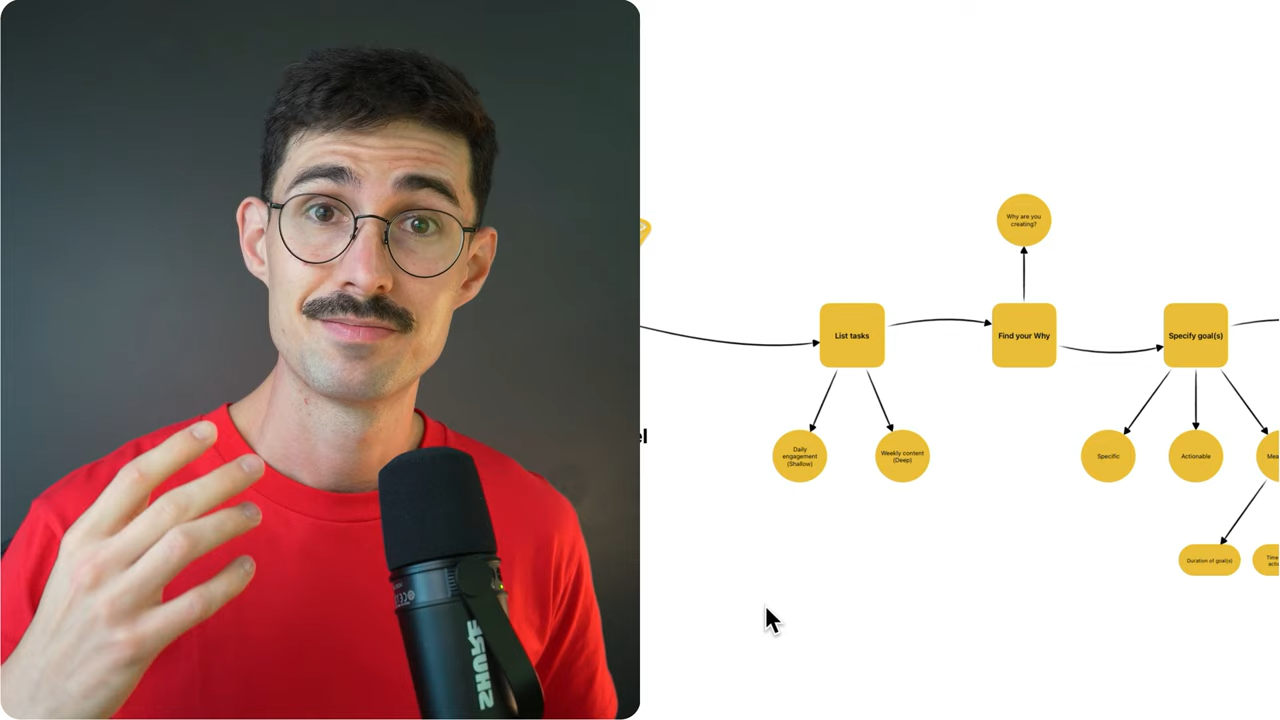 Why are you
creating?
List tasks
Find your Why
Specify goal(s)
Daily
engagement
(Shallow)
Weekly content
(Deep)
Specific
Actionable
Duration of goal(s)
SHURE